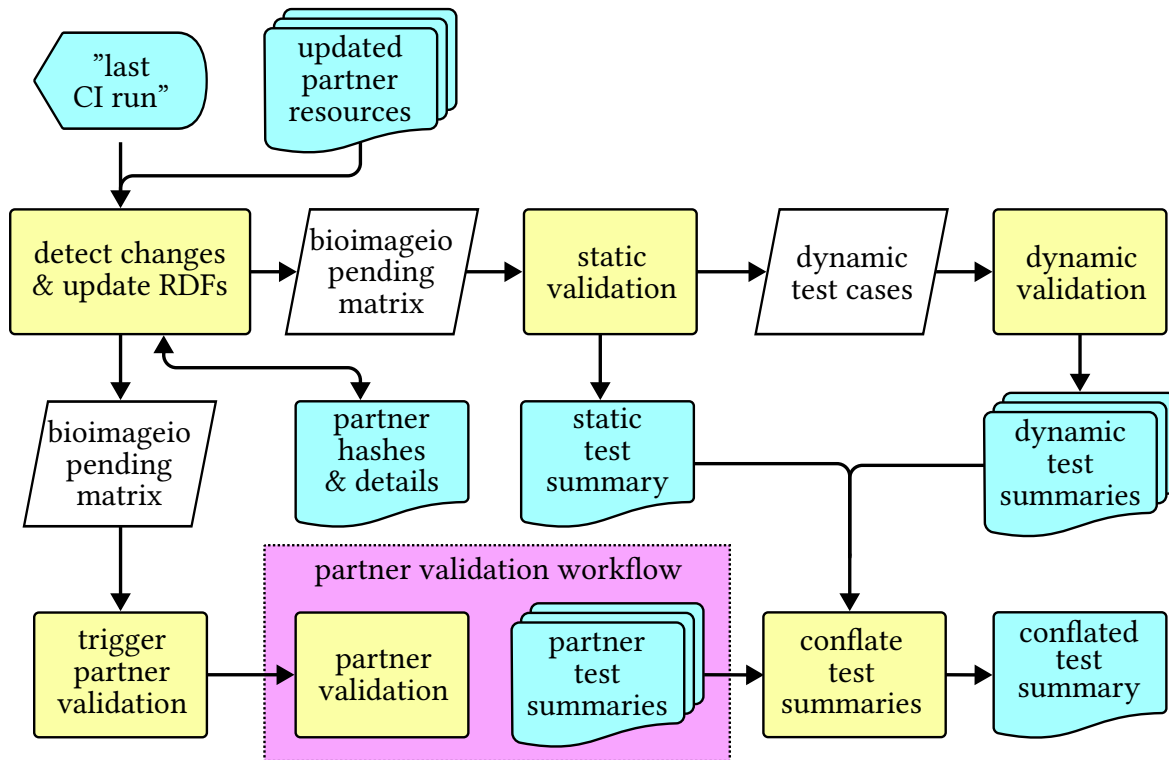 ”last
CI run”
updated
partner
resources
detect changes
& update RDFs
bioimageio
pending
matrix
static
validation
dynamic
test cases
dynamic
validation
bioimageio
pending
matrix
partner
hashes
& details
static
test
summary
dynamic
test
summaries
partner validation workflow
trigger
partner
validation
partner
validation
partner
test
summaries
conflate
test
summaries
conflated
test
summary